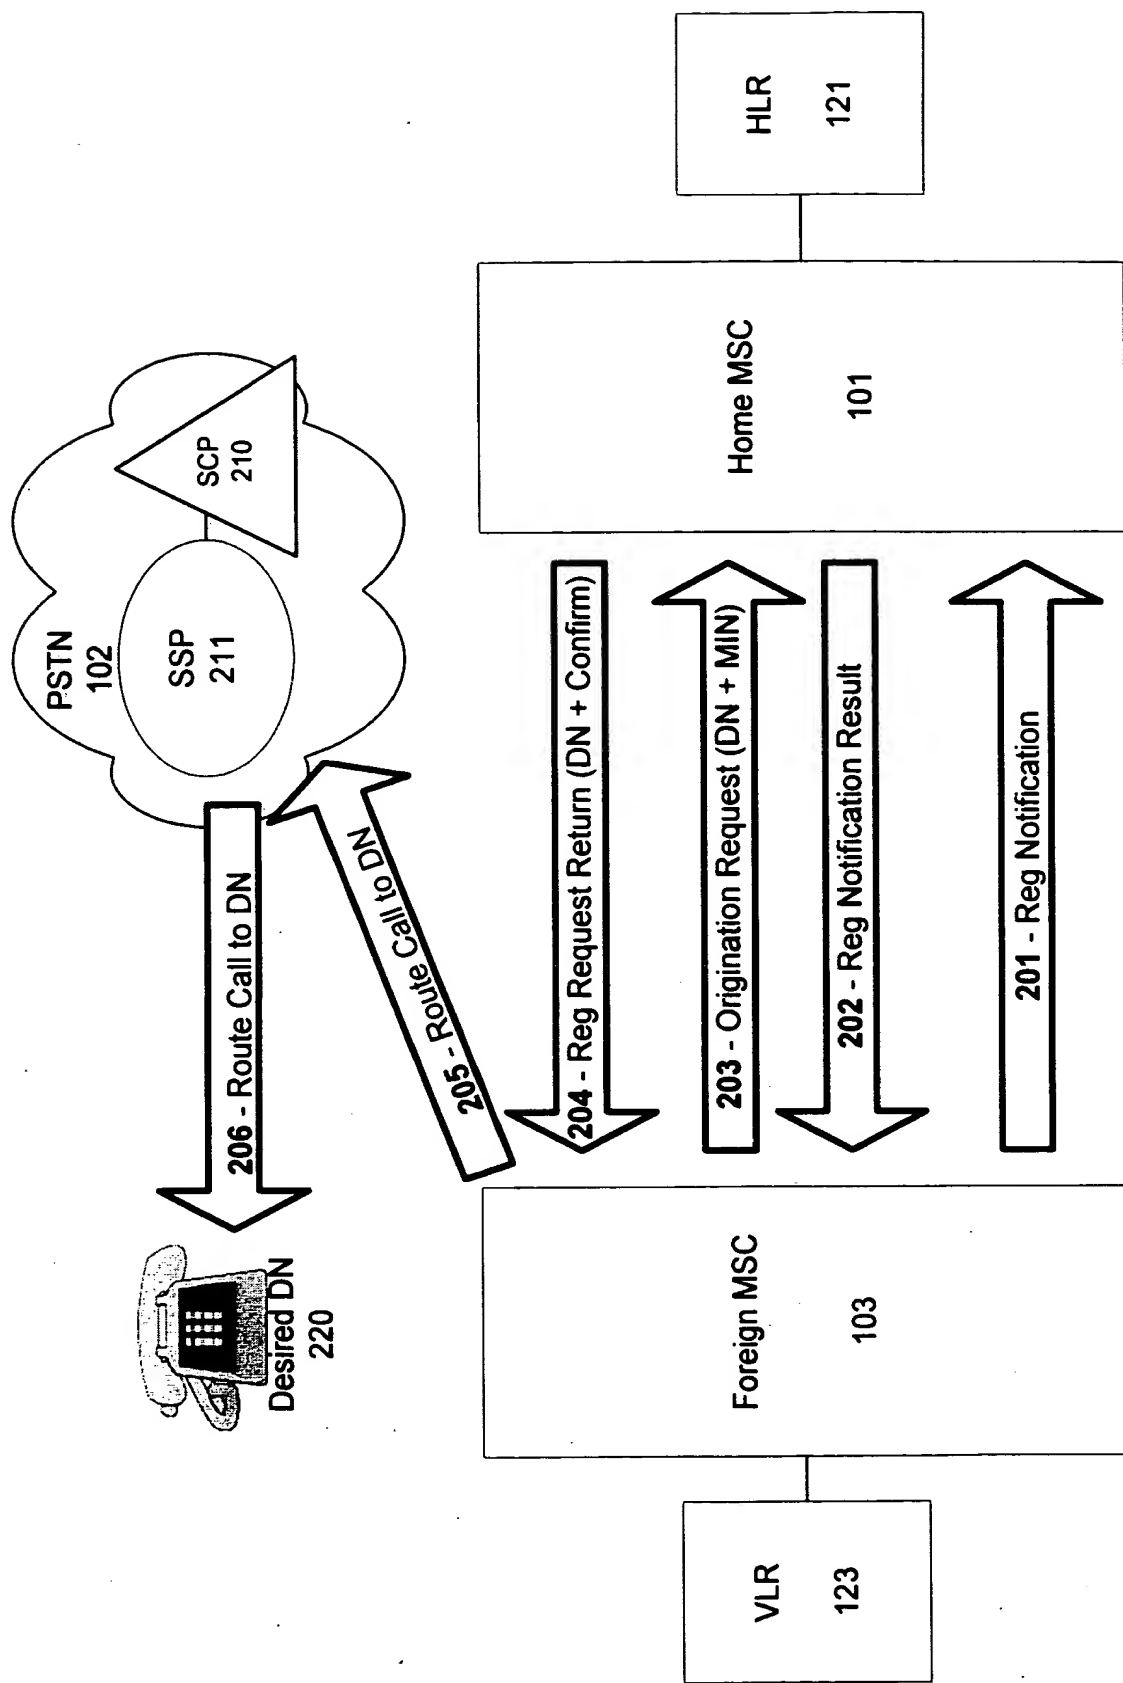 PSTN
102
SSP
211
SCP
210
206 - Route Call to DN
Desired DN
220
205 - Route Call to DN
204 - Reg Request Return (DN + Confirm)
203 - Origination Request (DN + MIN)
202 - Reg Notification Result
201 - Reg Notification
VLR
123
Foreign MSC
103
Home MSC
101
HLR
121